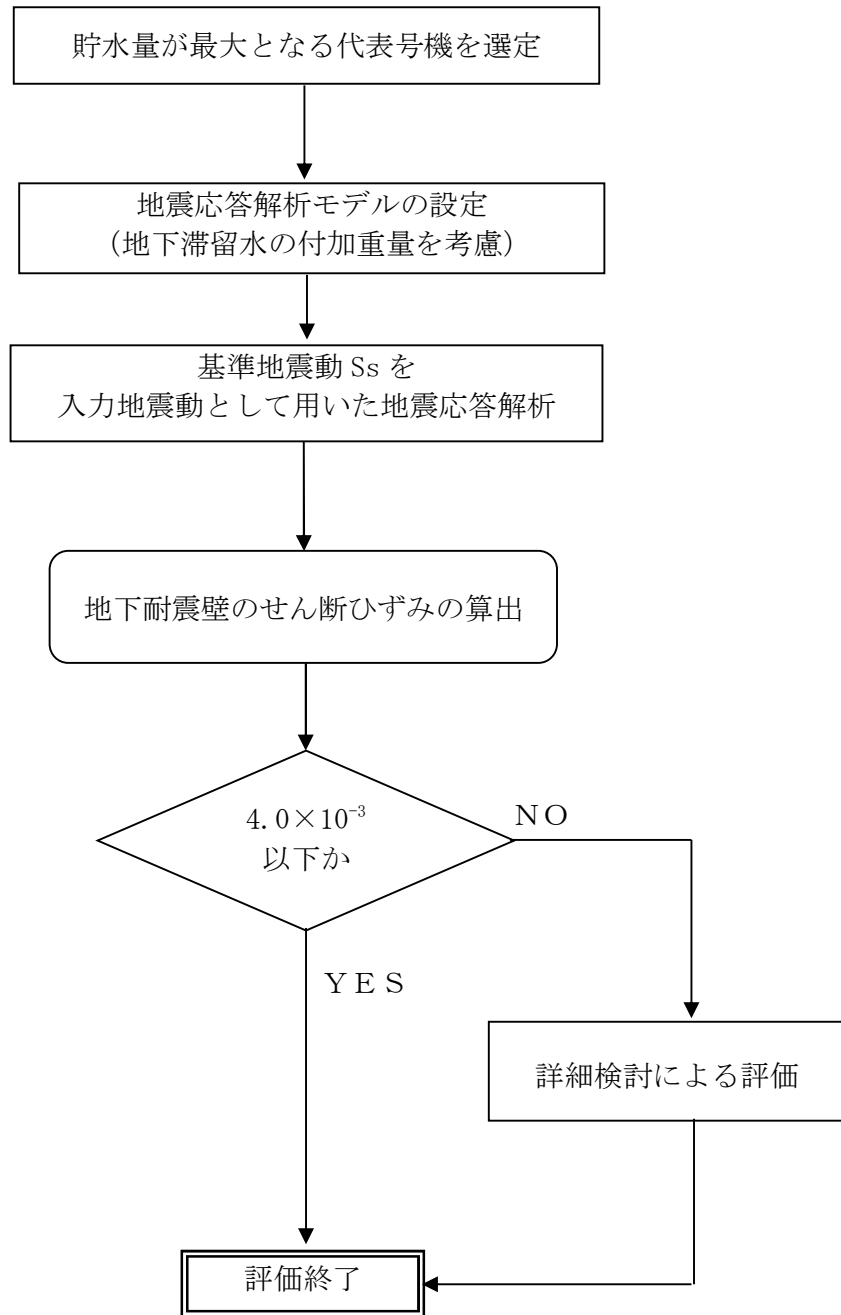 貯水量が最大となる代表号機を選定
地震応答解析モデルの設定
（地下滞留水の付加重量を考慮）
基準地震動 Ss を
入力地震動として用いた地震応答解析
地下耐震壁のせん断ひずみの算出
4.0×10⁻³
以下か
ＮＯ
ＹＥＳ
詳細検討による評価
評価終了